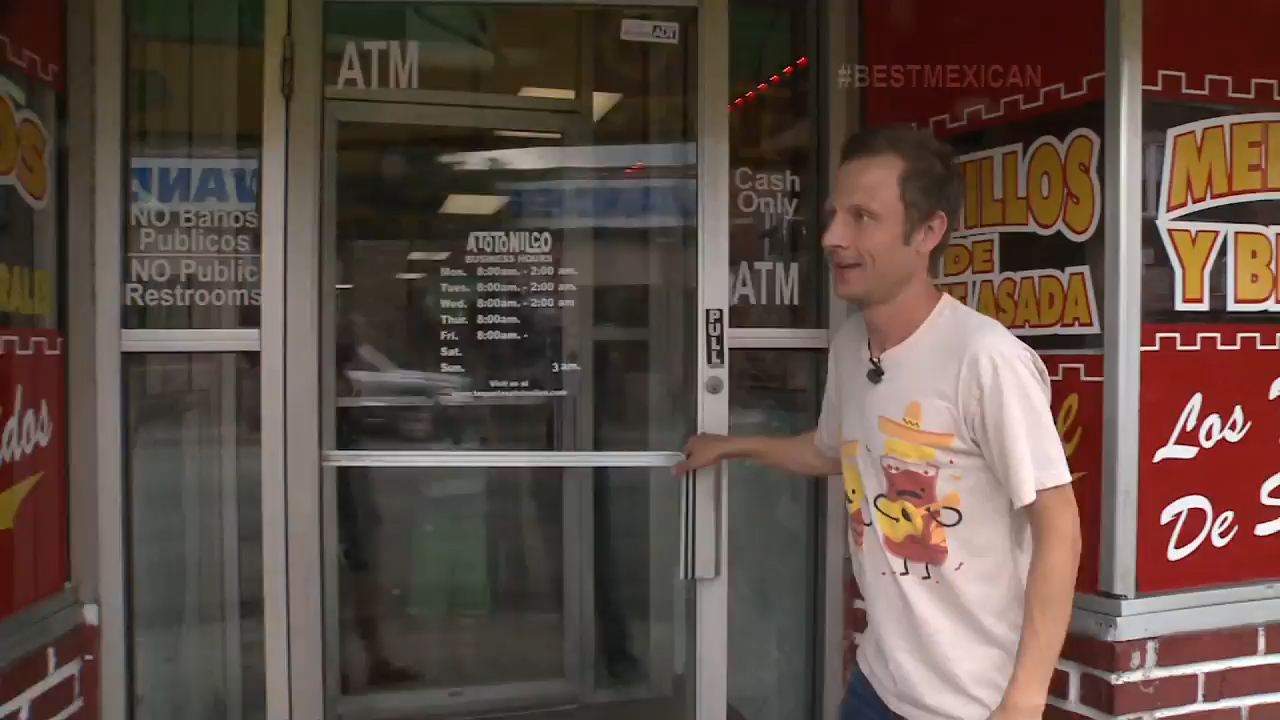 ATM
ADT
#BESTMEXICAN
NO Baños
Publicos
NO Public
Restrooms
ATOTONILCO
BUSINESS HOURS
Mon. 8:00am. - 2:00 am.
Tues. 8:00am. - 2:00 am.
Wed. 8:00am. - 2:00 am
Thur. 8:00am.
Fri. 8:00am. -
Sat.
Sun. 3 am.
Visit us at
PULL
Cash
Only
ATM
ILLOS
DE
ASADA
Los
De